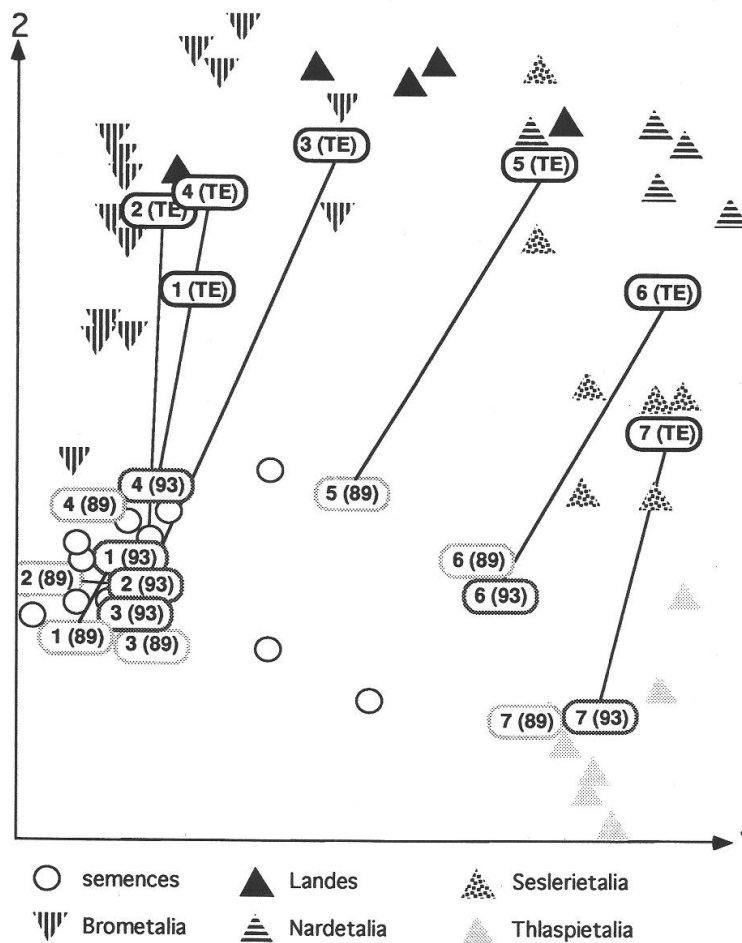 2
3 (TE)
5 (TE)
4 (TE)
2 (TE)
1 (TE)
6 (TE)
7 (TE)
4 (93)
4 (89)
5 (89)
1 (93)
6 (89)
2 (89)
2 (93)
6 (93)
3 (93)
1 (89)
3 (89)
7 (89)
7 (93)
semences
Landes
Seslerietalia
Brometalia
Nardetalia
Thlaspietalia